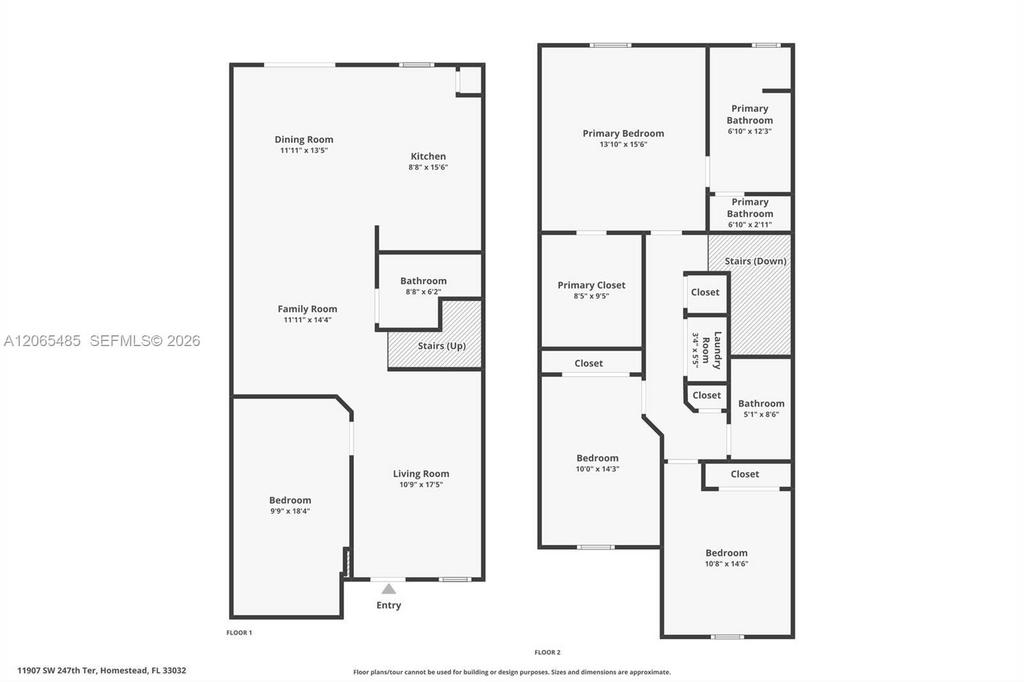 Dining Room
11'11" x 13'5"
Kitchen
8'8" x 15'6"
Bathroom
8'8" x 6'2"
Family Room
11'11" x 14'4"
Stairs (Up)
Living Room
10'9" x 17'5"
Bedroom
9'9" x 18'4"
Entry
FLOOR 1
Primary Bedroom
13'10" x 15'6"
Primary
Bathroom
6'10" x 12'3"
Primary
Bathroom
6'10" x 2'11"
Stairs (Down)
Primary Closet
8'5" x 9'5"
Closet
Laundry
Room
3'4" x 5'5"
Closet
Closet
Bathroom
5'1" x 8'6"
Bedroom
10'0" x 14'3"
Closet
Bedroom
10'8" x 14'6"
FLOOR 2
A12065485 SEFMLS© 2026
11907 SW 247th Ter, Homestead, FL 33032
Floor plans/tour cannot be used for building or design purposes. Sizes and dimensions are approximate.